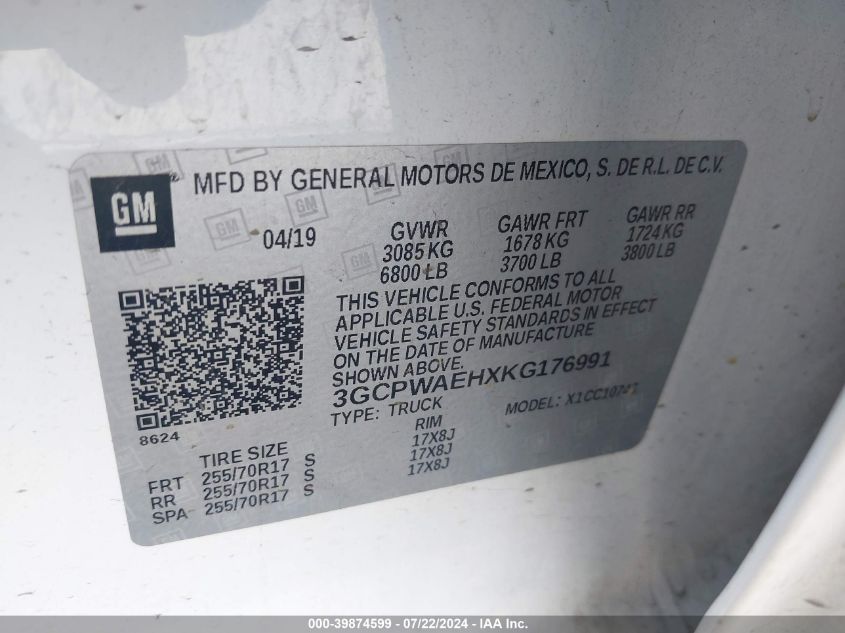 GM
MFD BY GENERAL MOTORS DE MEXICO, S. DE R.L. DE C.V.
04/19
GVWR
3085 KG
6800 LB
GAWR FRT
1678 KG
3700 LB
GAWR RR
1724 KG
3800 LB
THIS VEHICLE CONFORMS TO ALL
APPLICABLE U.S. FEDERAL MOTOR
VEHICLE SAFETY STANDARDS IN EFFECT
ON THE DATE OF MANUFACTURE
SHOWN ABOVE.
3GCPWAEHXKG176991
TYPE: TRUCK
MODEL:
8624
TIRE SIZE
RIM
FRT 255/70R17 S 17X8J
RR 255/70R17 S 17X8J
SPA 255/70R17 S 17X8J
000-39874599 - 07/22/2024 - IAA Inc.